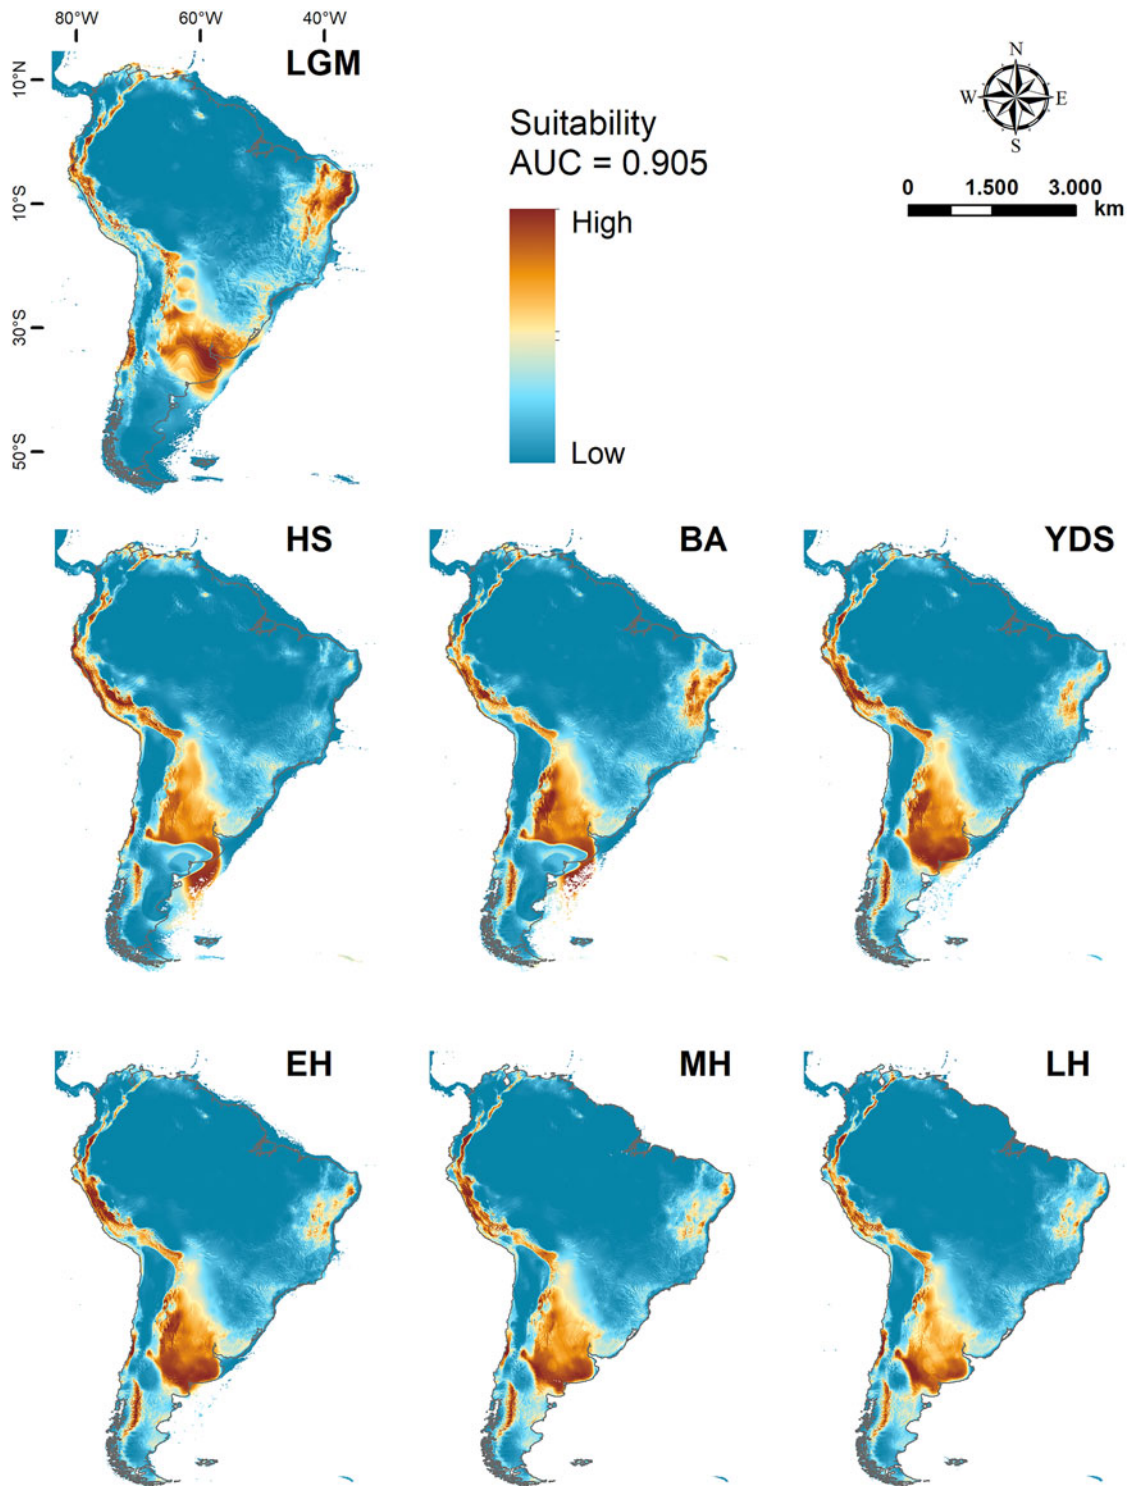 80°W 60°W 40°W
LGM
10°N
10°S
30°S
50°S
Suitability
AUC = 0.905
High
Low
N
W E
S
0 1.500 3.000
km
HS BA YDS
EH MH LH